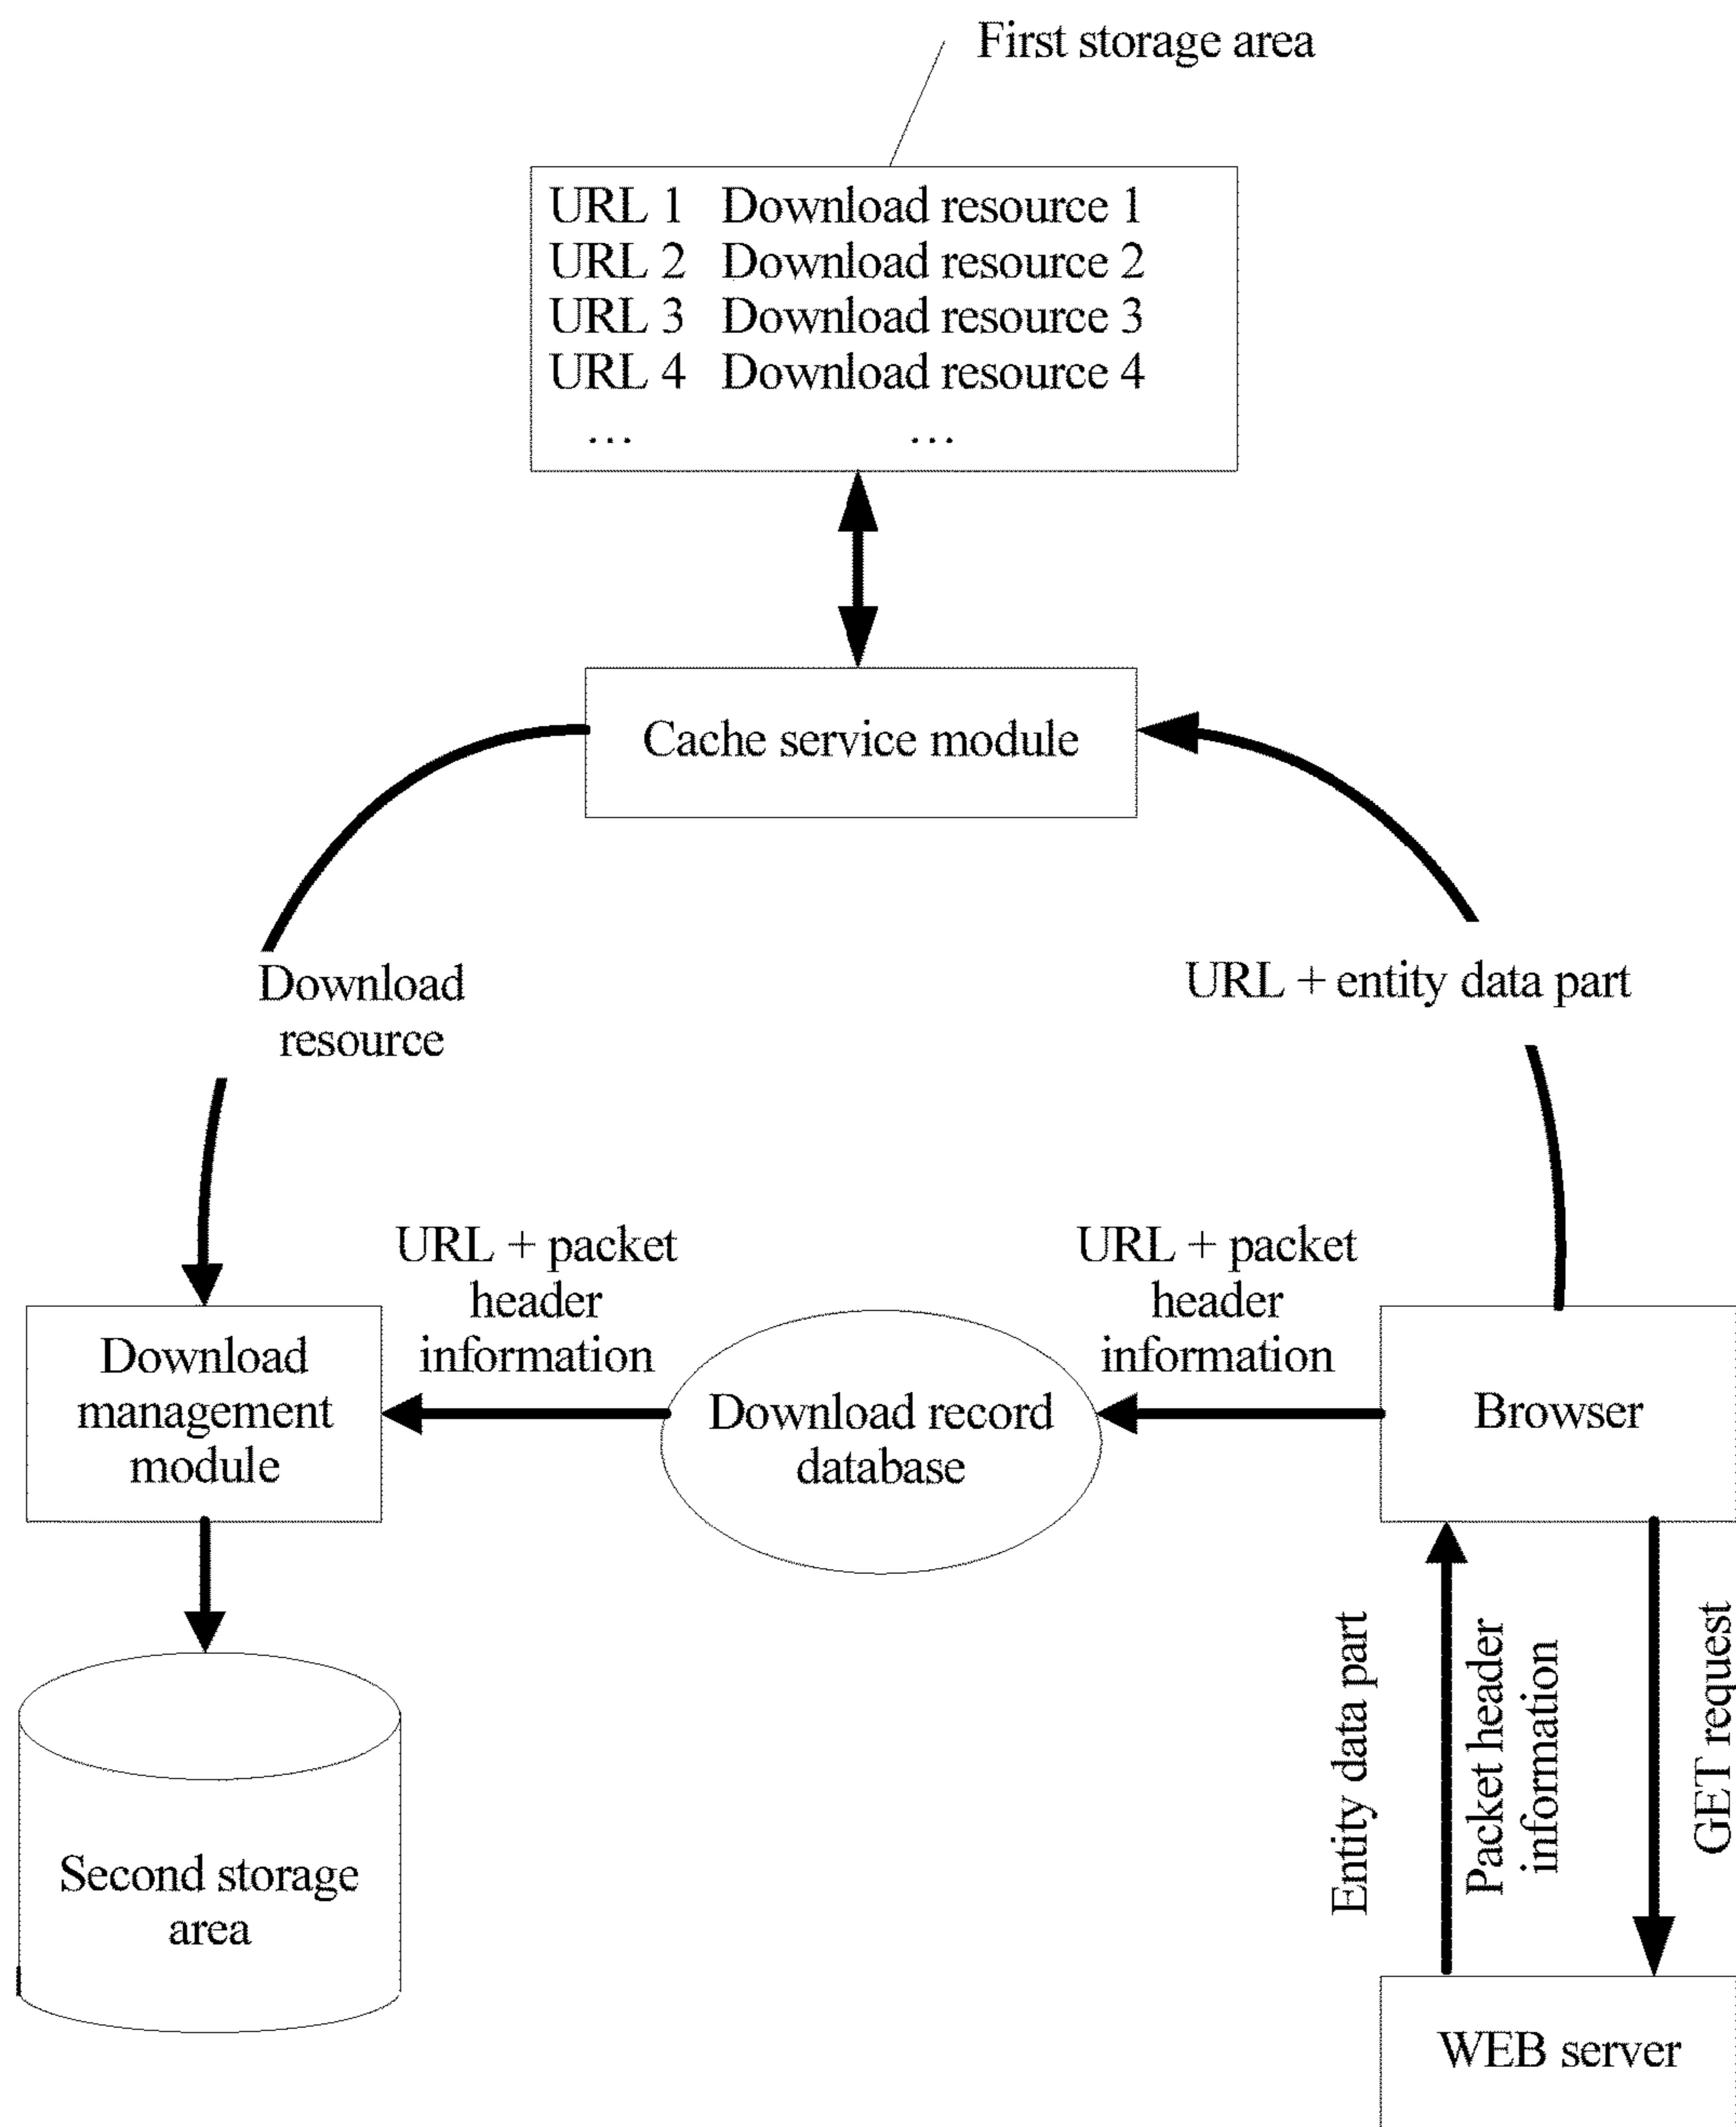 First storage area
URL 1 Download resource 1
URL 2 Download resource 2
URL 3 Download resource 3
URL 4 Download resource 4
... ...
Cache service module
Download
resource
URL + entity data part
URL + packet
header
information
URL + packet
header
information
Download
management
module
Download record
database
Browser
Entity data part
Packet header
information
GET request
Second storage
area
WEB server